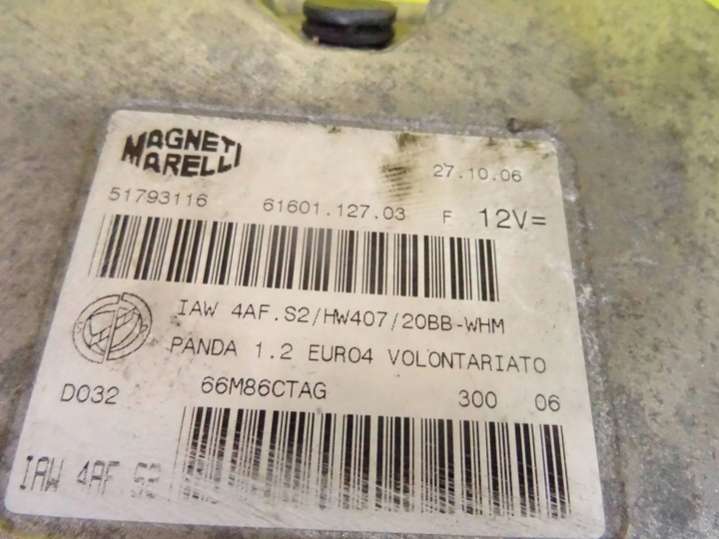 MAGNETI
MARELLI
27.10.06
51793116 61601.127.03 F 12V=
IAW 4AF.S2/HW407/20BB-WHM
PANDA 1.2 EURO4 VOLONTARIATO
D032 66M86CTAG 300 06
IAW 4AF